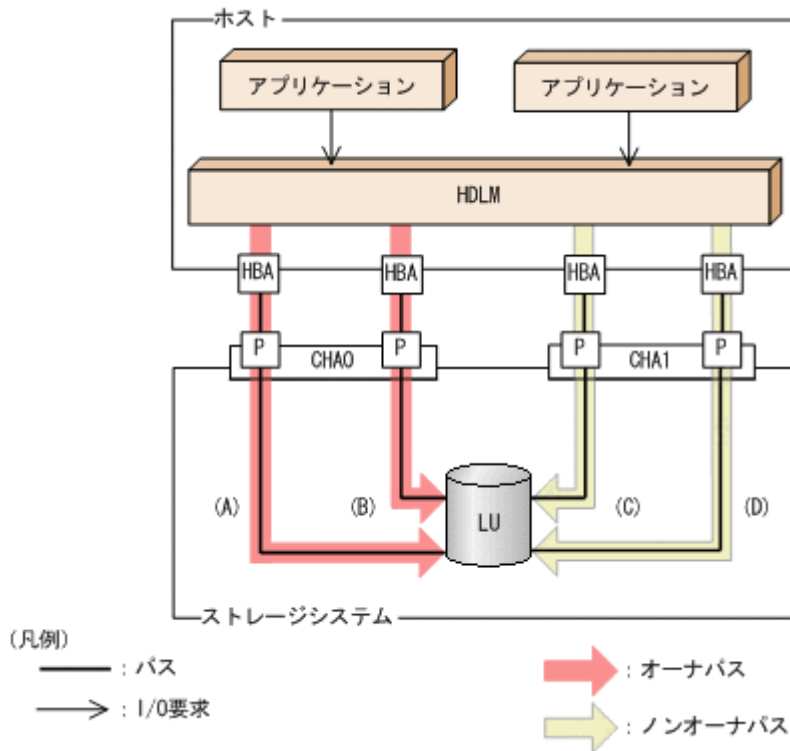 ホスト
アプリケーション
アプリケーション
HDLM
HBA
HBA
HBA
HBA
P
P
P
P
CHA0
CHA1
(A)
(B)
(C)
(D)
LU
ストレージシステム
(凡例)
：パス
：I/O要求
：オーナパス
：ノンオーナパス